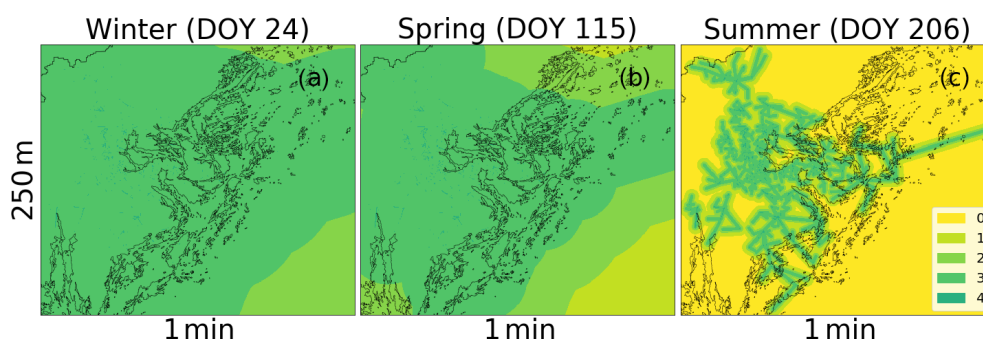 Winter (DOY 24) Spring (DOY 115) Summer (DOY 206)
(a) (b) (c)
250 m
0
1
2
3
4
1 min 1 min 1 min